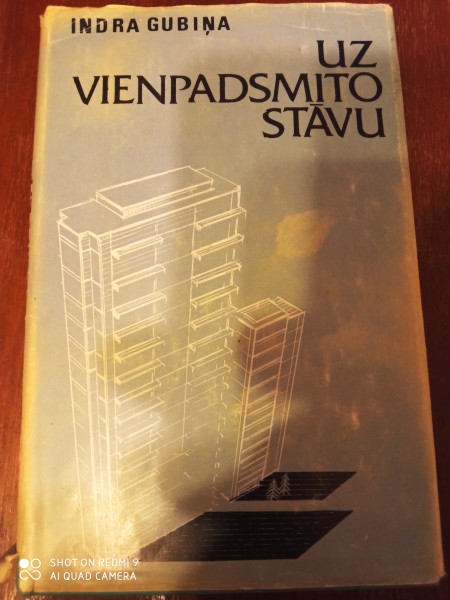 INDRA GUBIŅA
UZ
VIENPADSMITO
STĀVU
SHOT ON REDMI 9
AI QUAD CAMERA